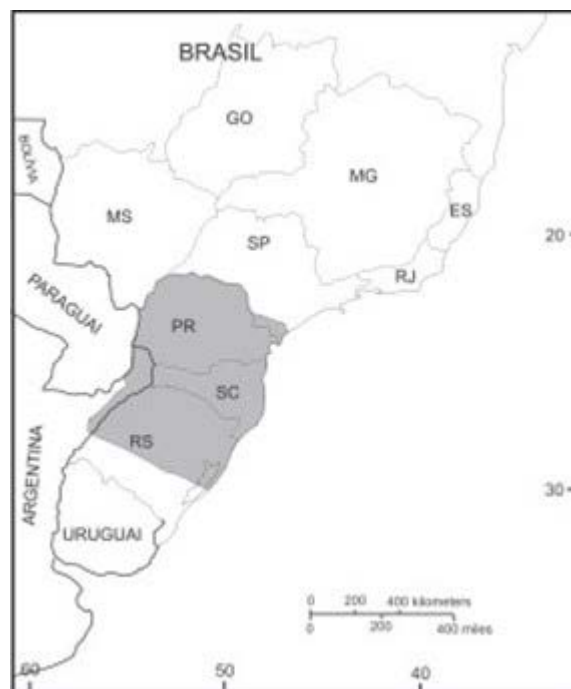 BRASIL
GO
BOLÍVIA
MG
MS
ES
SP
20
RJ
PARAGUAI
PR
SC
ARGENTINA
RS
30
URUGUAI
0 200 400 kilometers
0 200 400 miles
60 50 40